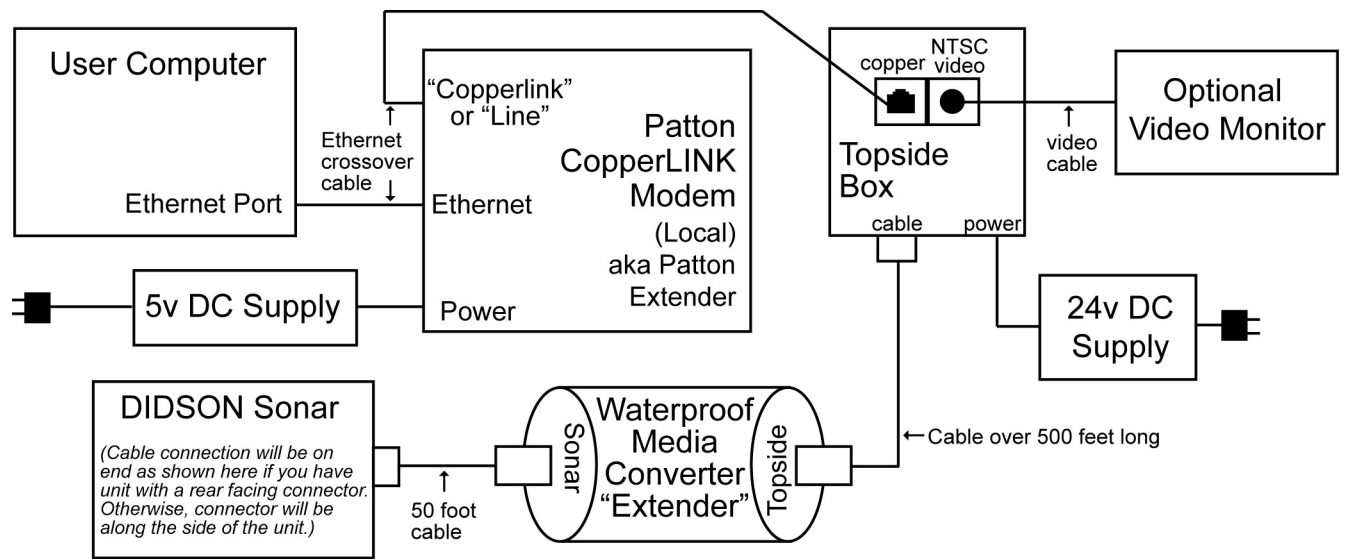 User Computer
Ethernet Port
Ethernet
crossover
cable
“Copperlink”
or “Line”
Patton
CopperLINK
Modem
(Local)
aka Patton
Extender
Ethernet
Power
5v DC Supply
copper
NTSC
video
Topside
Box
cable
power
video
cable
Optional
Video Monitor
24v DC
Supply
DIDSON Sonar
(Cable connection will be on
end as shown here if you have
unit with a rear facing connector.
Otherwise, connector will be
along the side of the unit.)
50 foot
cable
Sonar
Waterproof
Media
Converter
“Extender”
Topside
Cable over 500 feet long